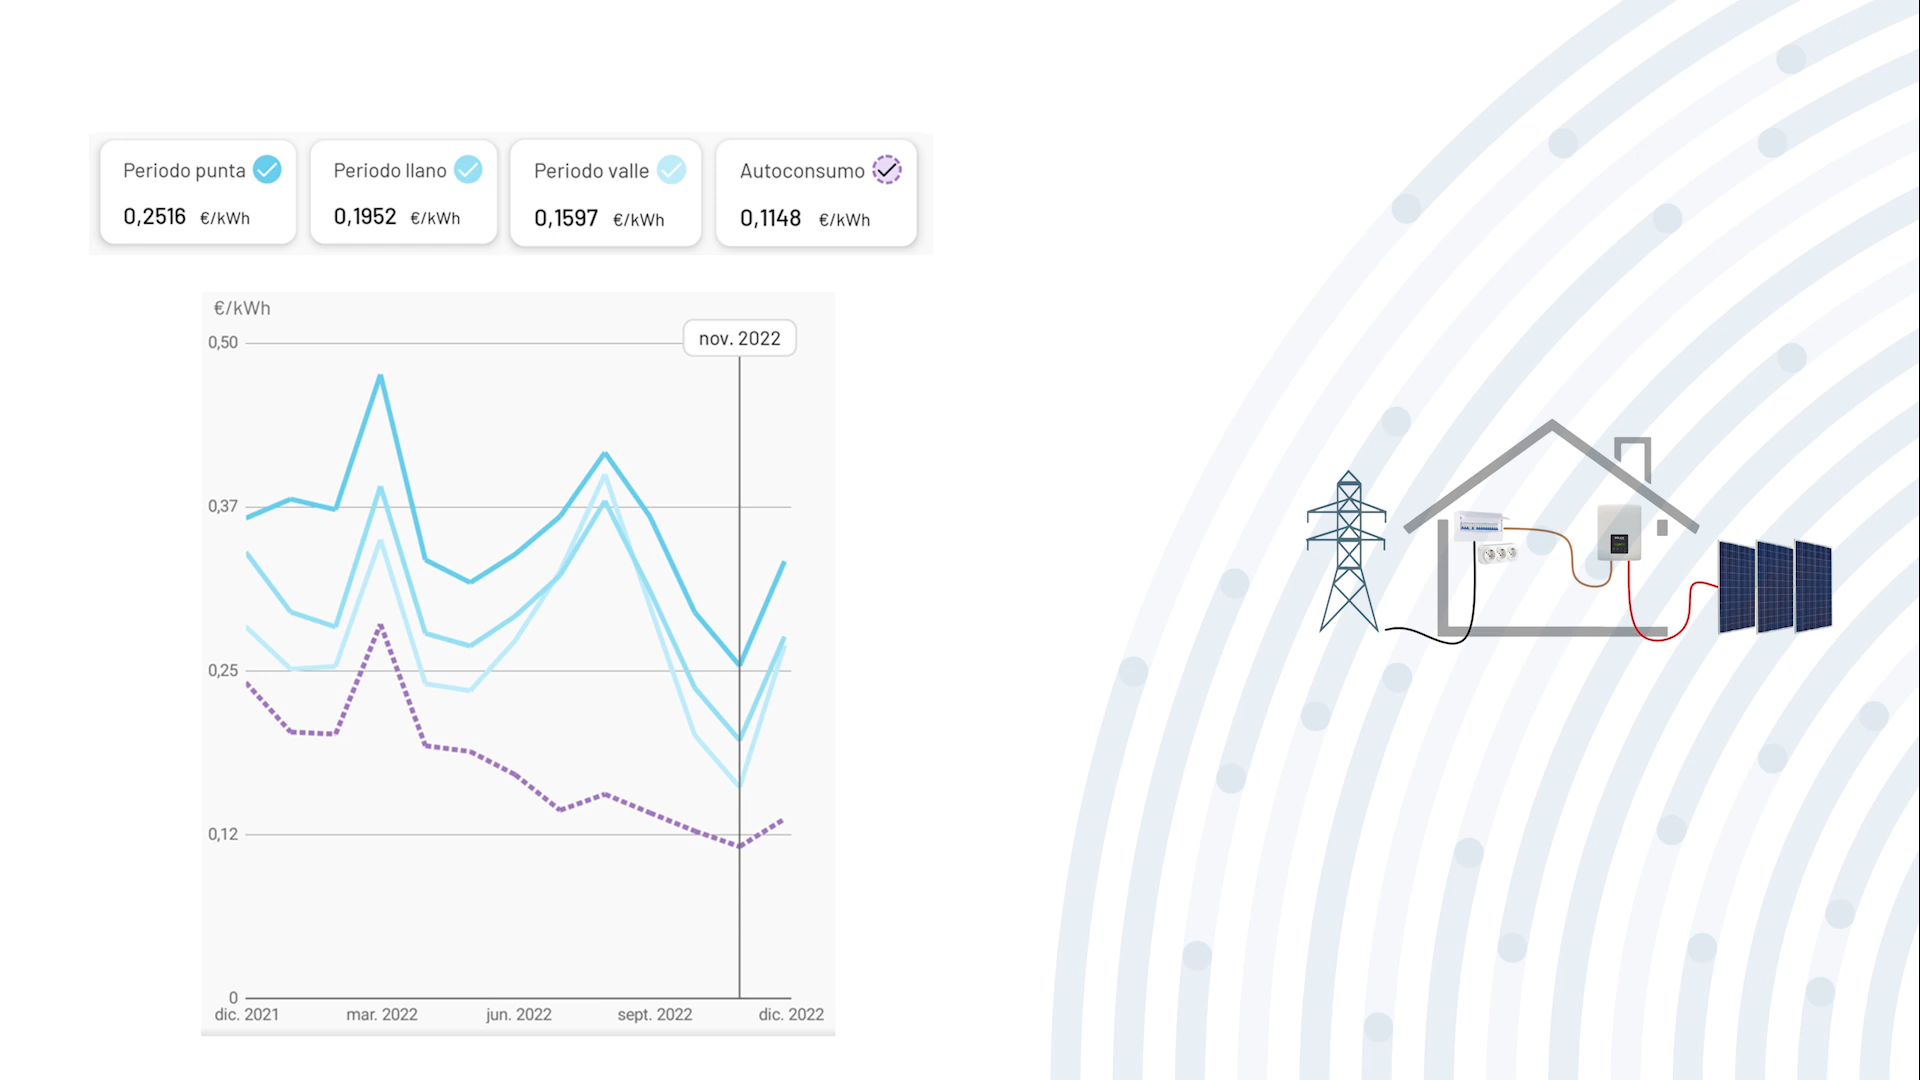 Periodo punta
0,2516 €/kWh
Periodo llano
0,1952 €/kWh
Periodo valle
0,1597 €/kWh
Autoconsumo
0,1148 €/kWh
€/kWh
nov. 2022
0,50
0,37
0,25
0,12
0
dic. 2021
mar. 2022
jun. 2022
sept. 2022
dic. 2022